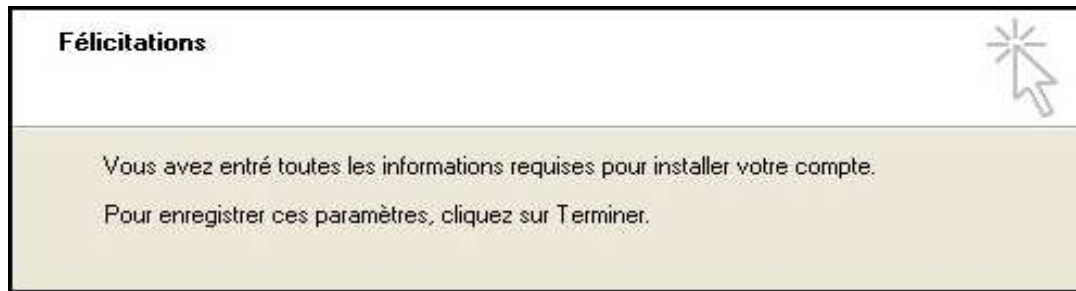 Félicitations
Vous avez entré toutes les informations requises pour installer votre compte.
Pour enregistrer ces paramètres, cliquez sur Terminer.